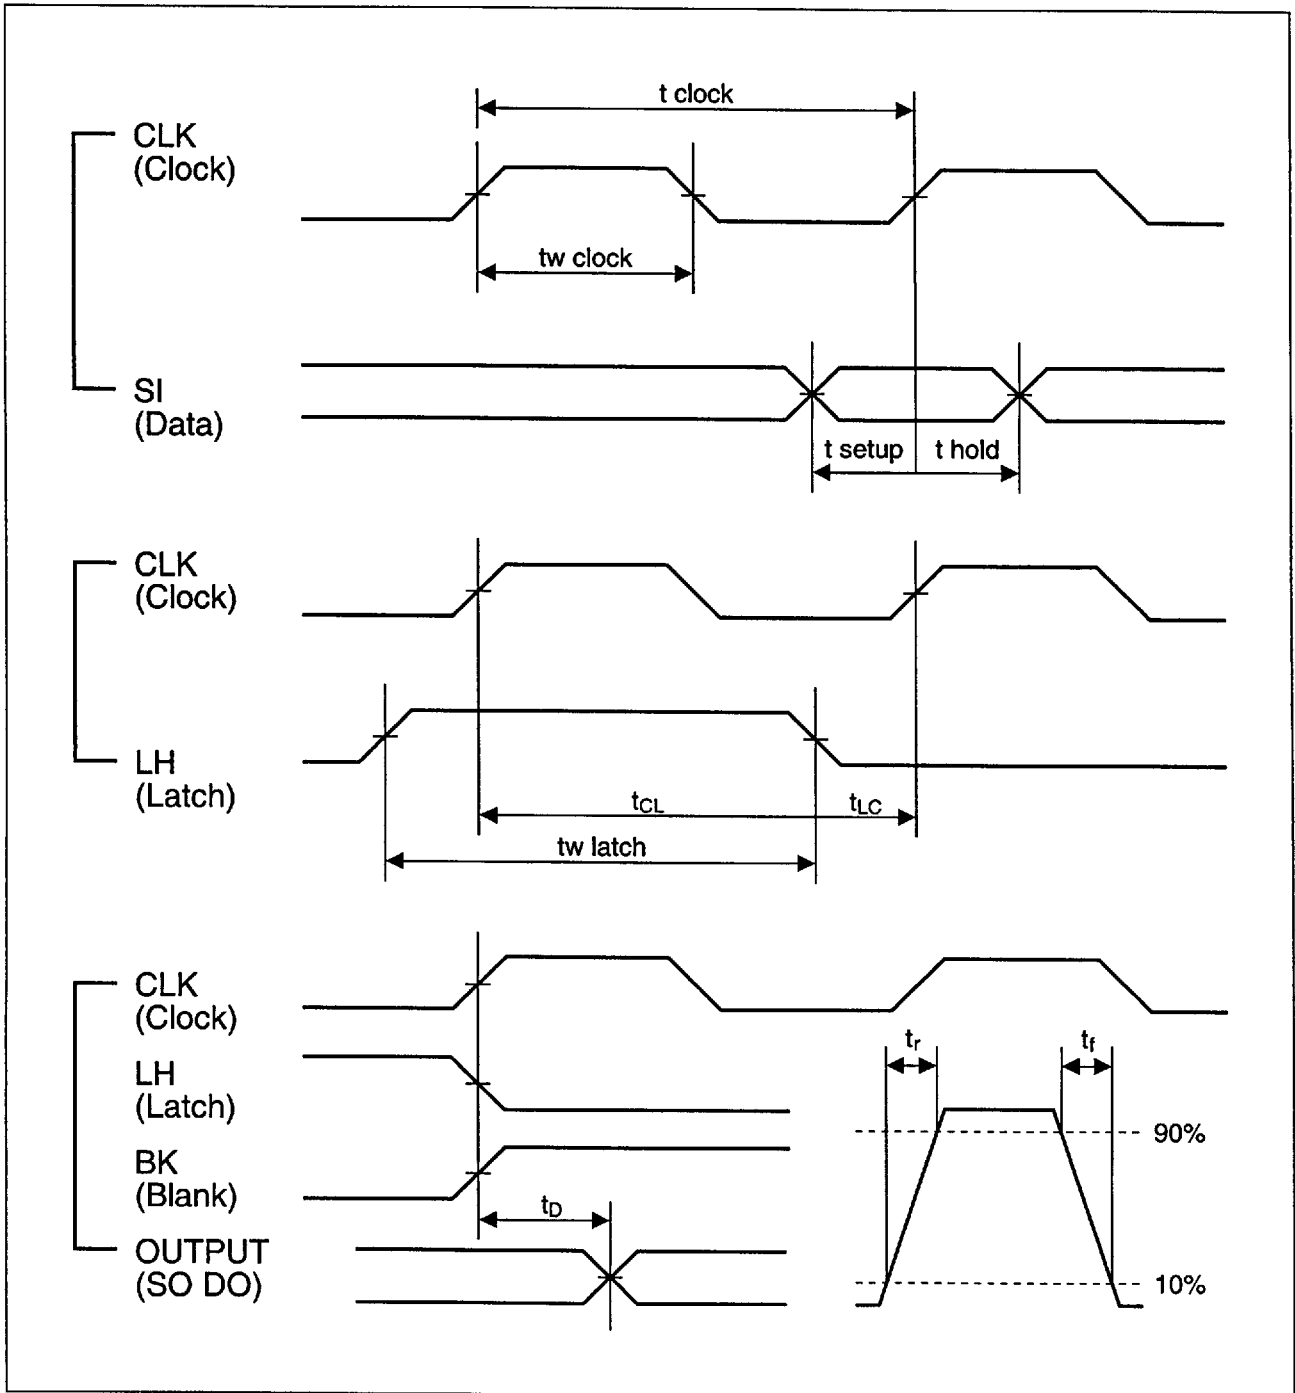 t clock
CLK
(Clock)
tw clock
SI
(Data)
t setup
t hold
CLK
(Clock)
LH
(Latch)
tCL
tLC
tw latch
CLK
(Clock)
tr
tf
LH
(Latch)
90%
BK
(Blank)
tD
OUTPUT
(SO DO)
10%